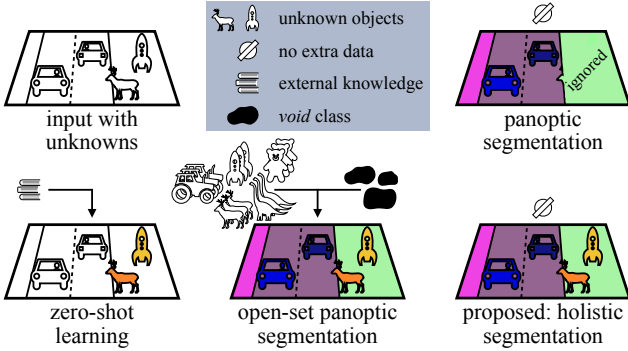 unknown objects
no extra data
external knowledge
void class
input with
unknowns
ignored
panoptic
segmentation
zero-shot
learning
open-set panoptic
segmentation
proposed: holistic
segmentation